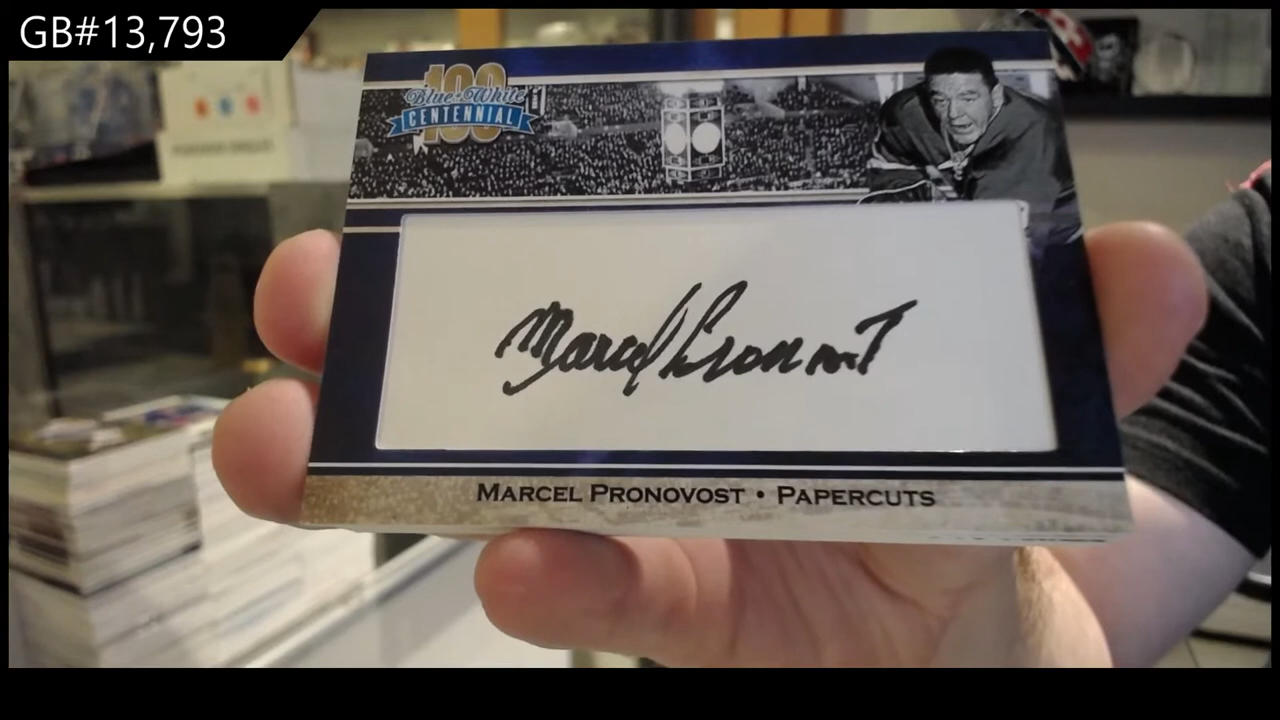 GB#13,793
100
Blue-White
CENTENNIAL
Marcel Pronovost
MARCEL PRONOVOST • PAPERCUTS